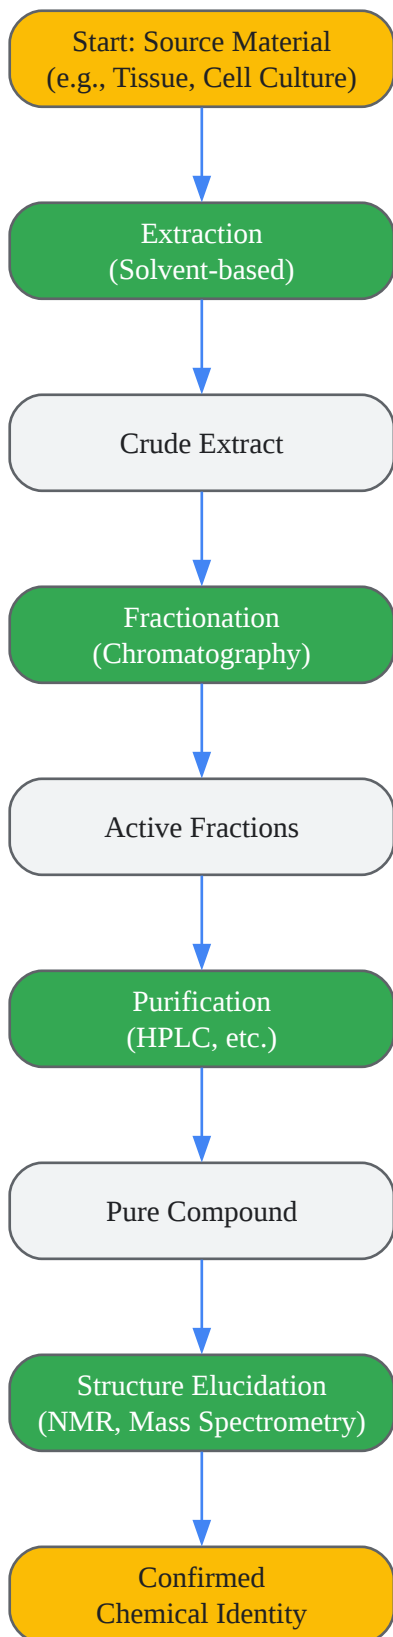 Start: Source Material
(e.g., Tissue, Cell Culture)
Extraction
(Solvent-based)
Crude Extract
Fractionation
(Chromatography)
Active Fractions
Purification
(HPLC, etc.)
Pure Compound
Structure Elucidation
(NMR, Mass Spectrometry)
Confirmed
Chemical Identity